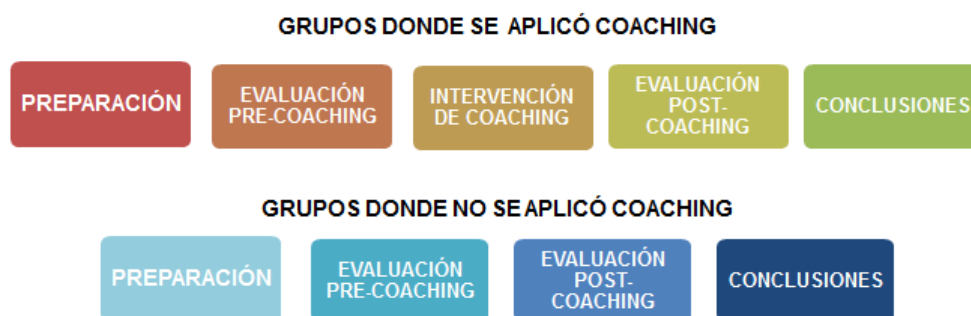 GRUPOS DONDE SE APLICÓ COACHING
PREPARACIÓN
EVALUACIÓN
PRE-COACHING
INTERVENCIÓN
DE COACHING
EVALUACIÓN
POST-
COACHING
CONCLUSIONES
GRUPOS DONDE NO SE APLICÓ COACHING
PREPARACIÓN
EVALUACIÓN
PRE-COACHING
EVALUACIÓN
POST-
COACHING
CONCLUSIONES